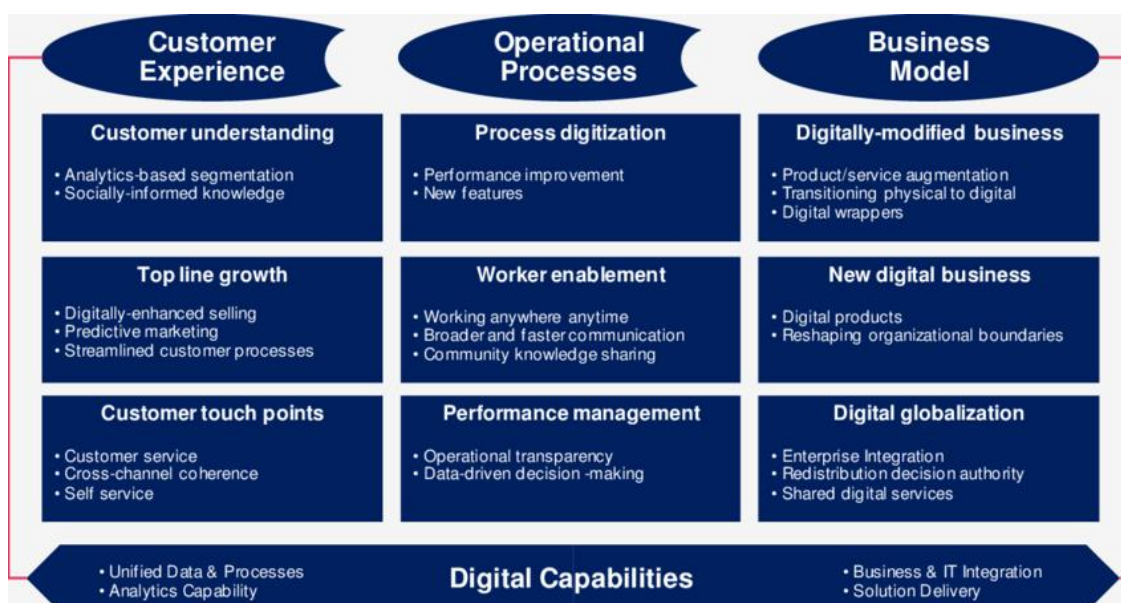 Customer
Experience
Operational
Processes
Business
Model
Customer understanding
• Analytics-based segmentation
• Socially-informed knowledge
Process digitization
• Performance improvement
• New features
Digitally-modified business
• Product/service augmentation
• Transitioning physical to digital
• Digital wrappers
Top line growth
• Digitally-enhanced selling
• Predictive marketing
• Streamlined customer processes
Worker enablement
• Working anywhere anytime
• Broader and faster communication
• Community knowledge sharing
New digital business
• Digital products
• Reshaping organizational boundaries
Customer touch points
• Customer service
• Cross-channel coherence
• Self service
Performance management
• Operational transparency
• Data-driven decision -making
Digital globalization
• Enterprise Integration
• Redistribution decision authority
• Shared digital services
• Unified Data & Processes
• Analytics Capability
Digital Capabilities
• Business & IT Integration
• Solution Delivery